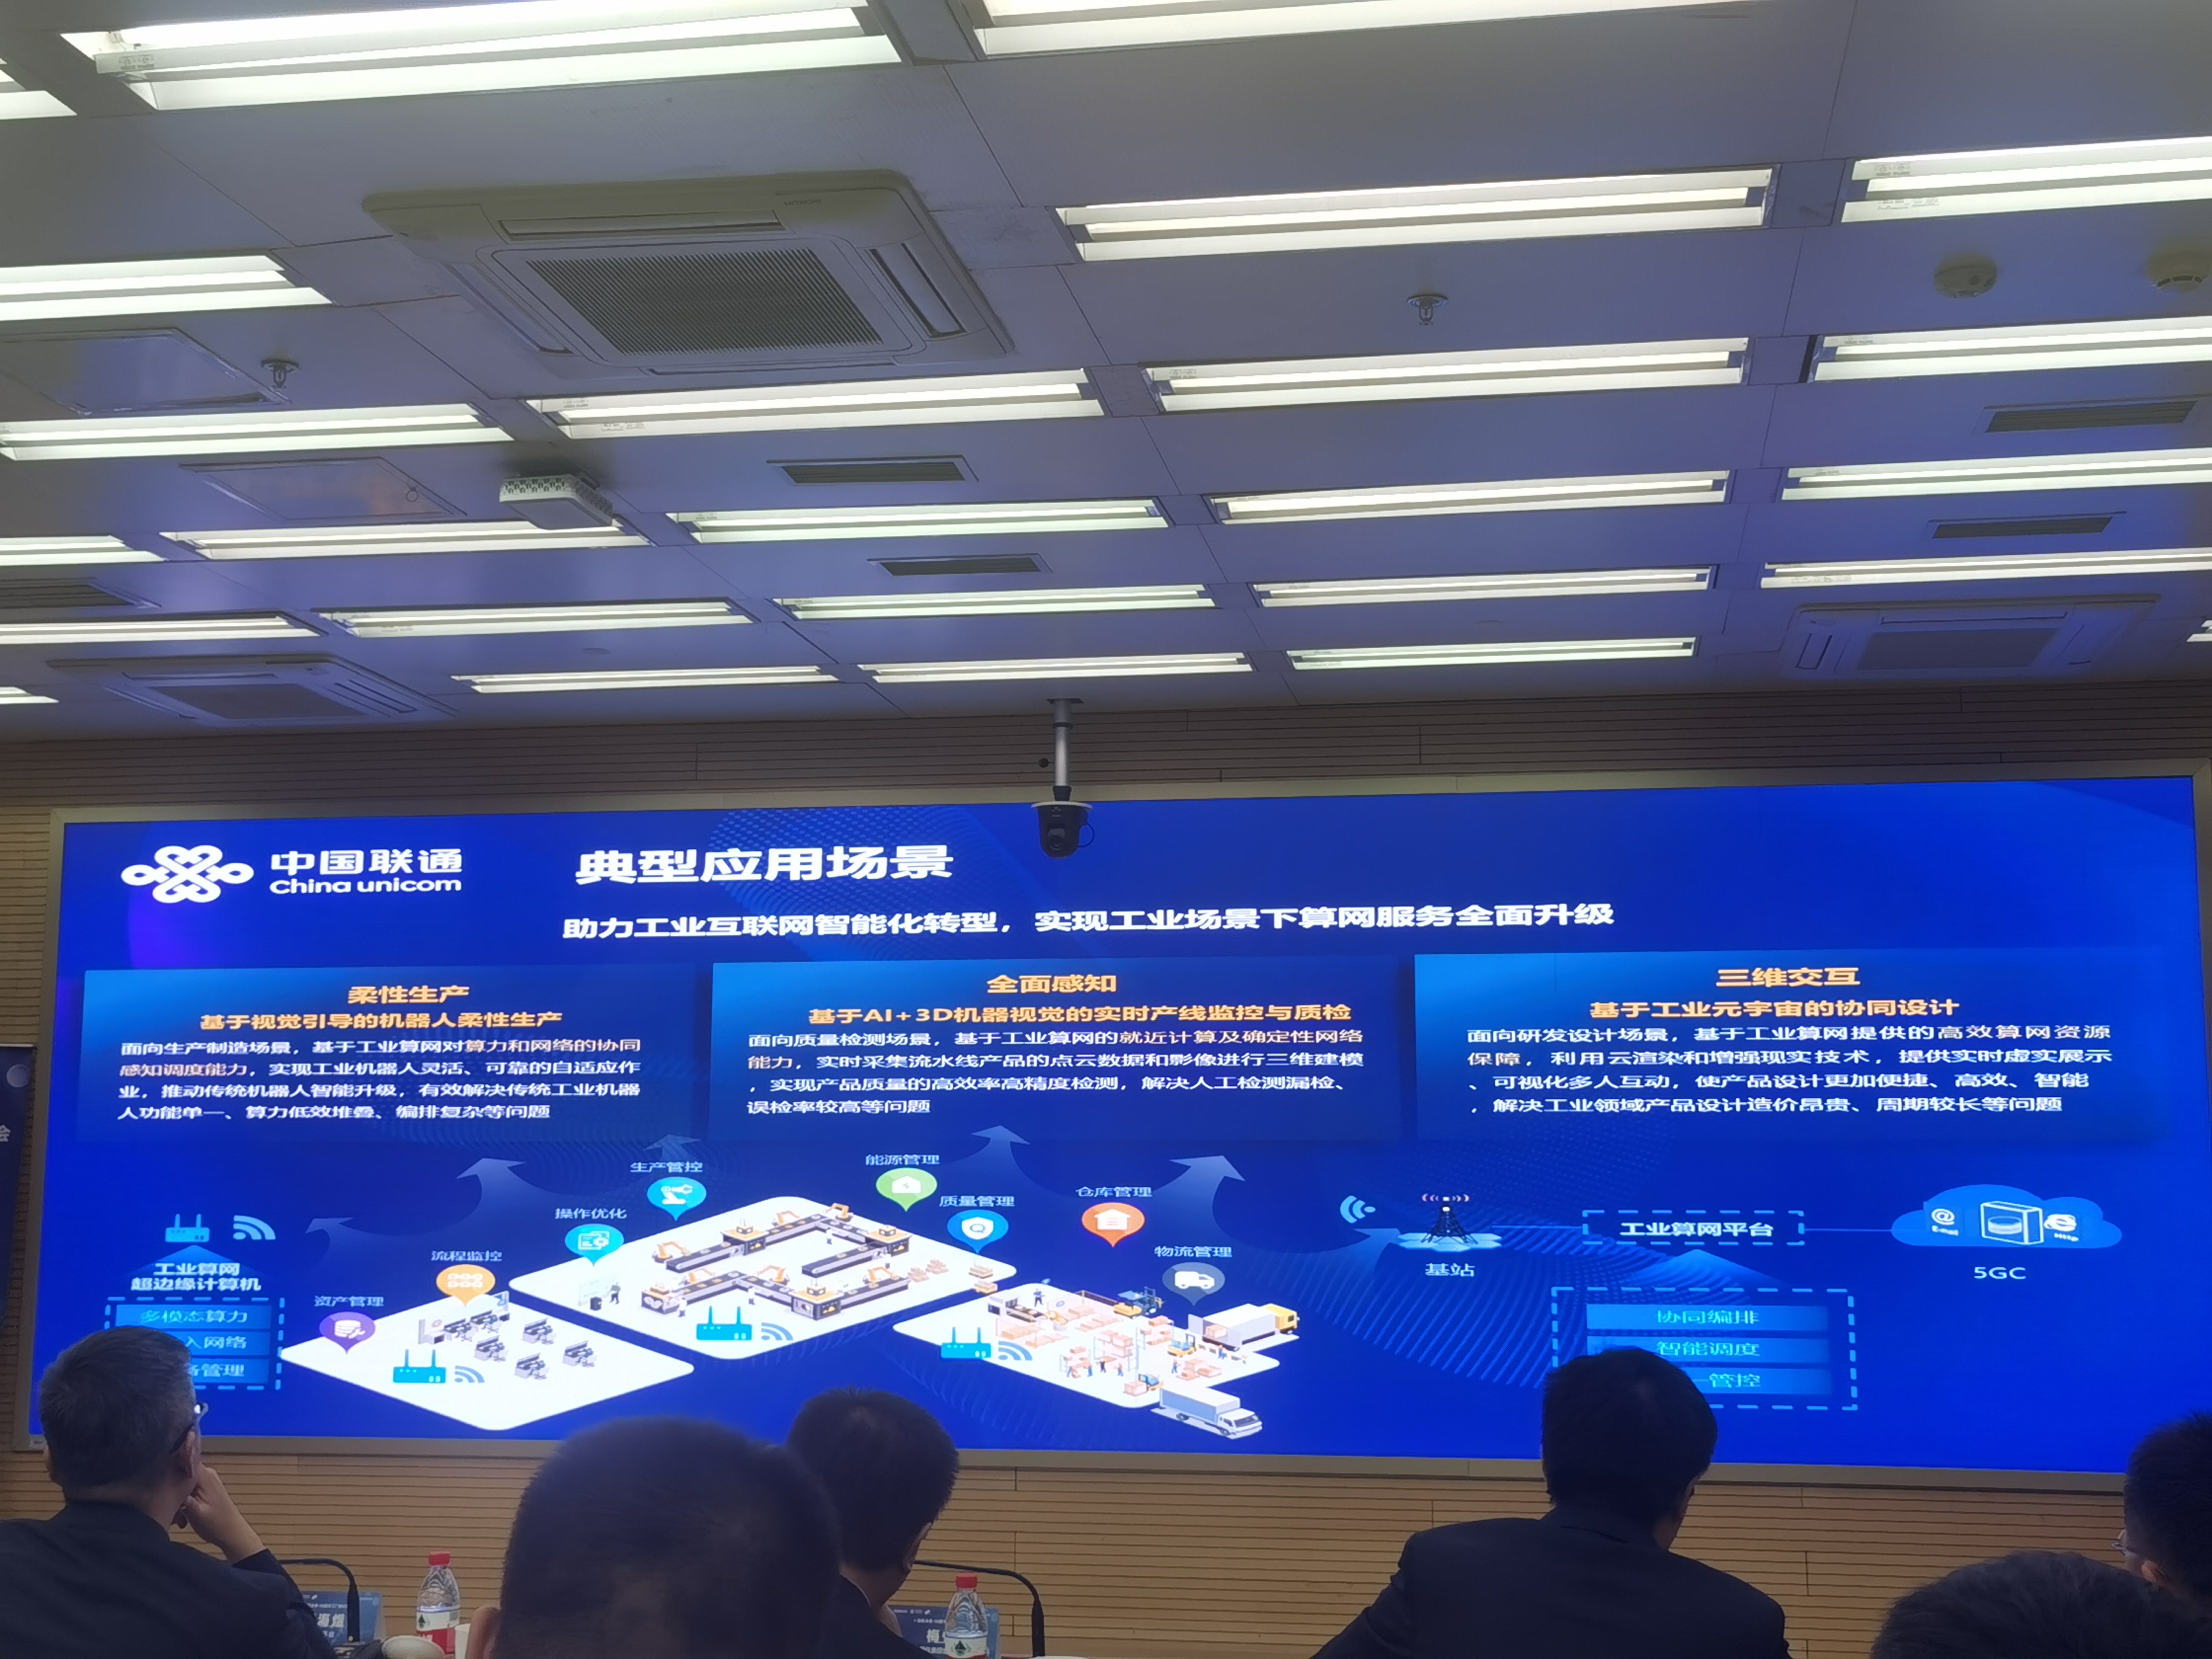 中国联通
China unicom
典型应用场景
助力工业互联网智能化转型，实现工业场景下算网服务全面升级
柔性生产
基于视觉引导的机器人柔性生产
面向生产制造场景，基于工业算网对算力和网络的协同
感知调度能力，实现工业机器人灵活、可靠的自适应作
业，推动传统机器人智能升级，有效解决传统工业机器
人功能单一、算力低效堆叠、编排复杂等问题
全面感知
基于AI+3D机器视觉的实时产线监控与质检
面向质量检测场景，基于工业算网的就近计算及确定性网络
能力，实时采集流水线产品的点云数据和影像进行三维建模
，实现产品质量的高效率高精度检测，解决人工检测漏检、
误检率较高等问题
三维交互
基于工业元宇宙的协同设计
面向研发设计场景，基于工业算网提供的高效算网资源
保障，利用云渲染和增强现实技术，提供实时虚实展示
、可视化多人互动，使产品设计更加便捷、高效、智能
，解决工业领域产品设计造价昂贵、周期较长等问题
工业算网
超边缘计算机
多模态算力
入网络
管理
资产管理
流程监控
操作优化
生产管控
能源管理
质量管理
仓库管理
物流管理
基站
工业算网平台
协同编排
智能调度
一管控
E-mail
Http
5GC
会
HITACHI
海煜
梅